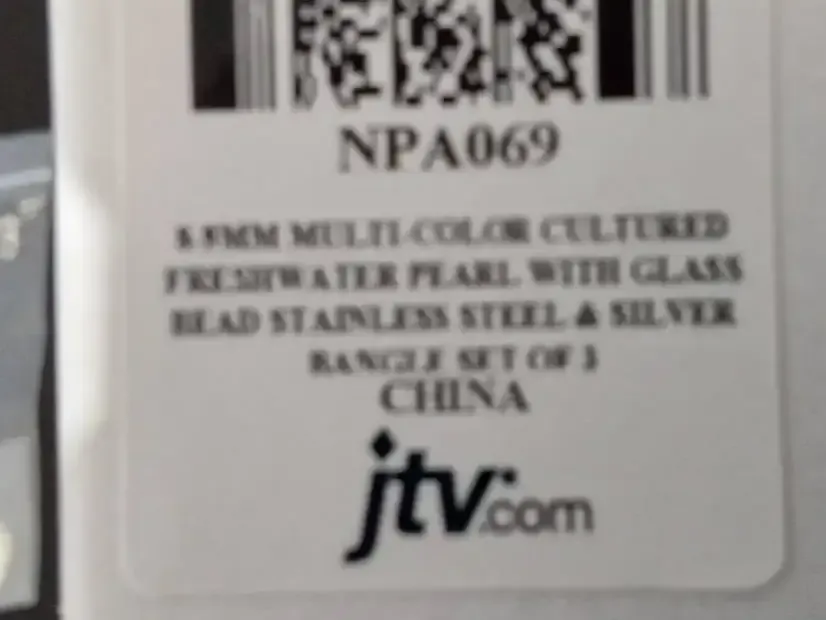 NPA069
MM MULTI-COLOR CULTURED
FRESHWATER PEARL WITH GLASS
BEAD STAINLESS STEEL & SILVER
BANGLE SET OF 3
CHINA
jtv.com